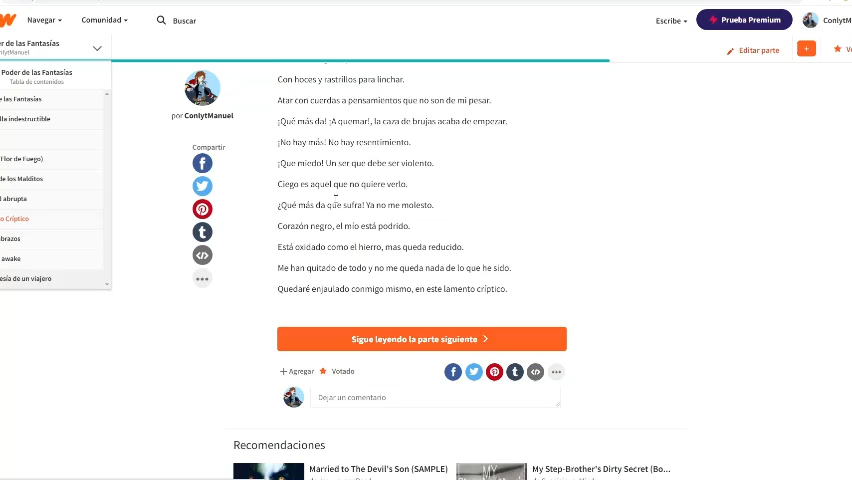 Navegar
Comunidad
Buscar
Escribe
Prueba Premium
ConlytM
r de las Fantasías
nlytManuel
Editar parte
Poder de las Fantasías
Tabla de contenidos
e las Fantasías
lla indestructible
Flor de Fuego)
de los Malditos
l abrupta
o Críptico
brazos
awake
esía de un viajero
por ConlytManuel
Compartir
Con hoces y rastrillos para linchar.
Atar con cuerdas a pensamientos que no son de mi pesar.
¡Qué más da! ¡A quemar!, la caza de brujas acaba de empezar.
¡No hay más! No hay resentimiento.
¡Que miedo! Un ser que debe ser violento.
Ciego es aquel que no quiere verlo.
¿Qué más da que sufra! Ya no me molesto.
Corazón negro, el mío está podrido.
Está oxidado como el hierro, mas queda reducido.
Me han quitado de todo y no me queda nada de lo que he sido.
Quedaré enjaulado conmigo mismo, en este lamento críptico.
Sigue leyendo la parte siguiente
Agregar
Votado
Dejar un comentario
Recomendaciones
Married to The Devil's Son (SAMPLE)
My Step-Brother's Dirty Secret (Bo...